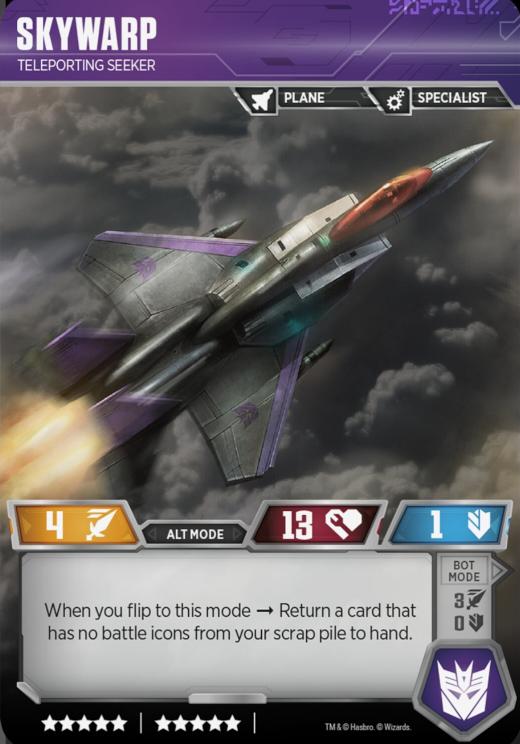 SKYWARP
TELEPORTING SEEKER
PLANE
SPECIALIST
4
ALT MODE
13
1
BOT
MODE
3
0
When you flip to this mode → Return a card that
has no battle icons from your scrap pile to hand.
★★★★★ | ★★★★★ |
TM & © Hasbro. © Wizards.